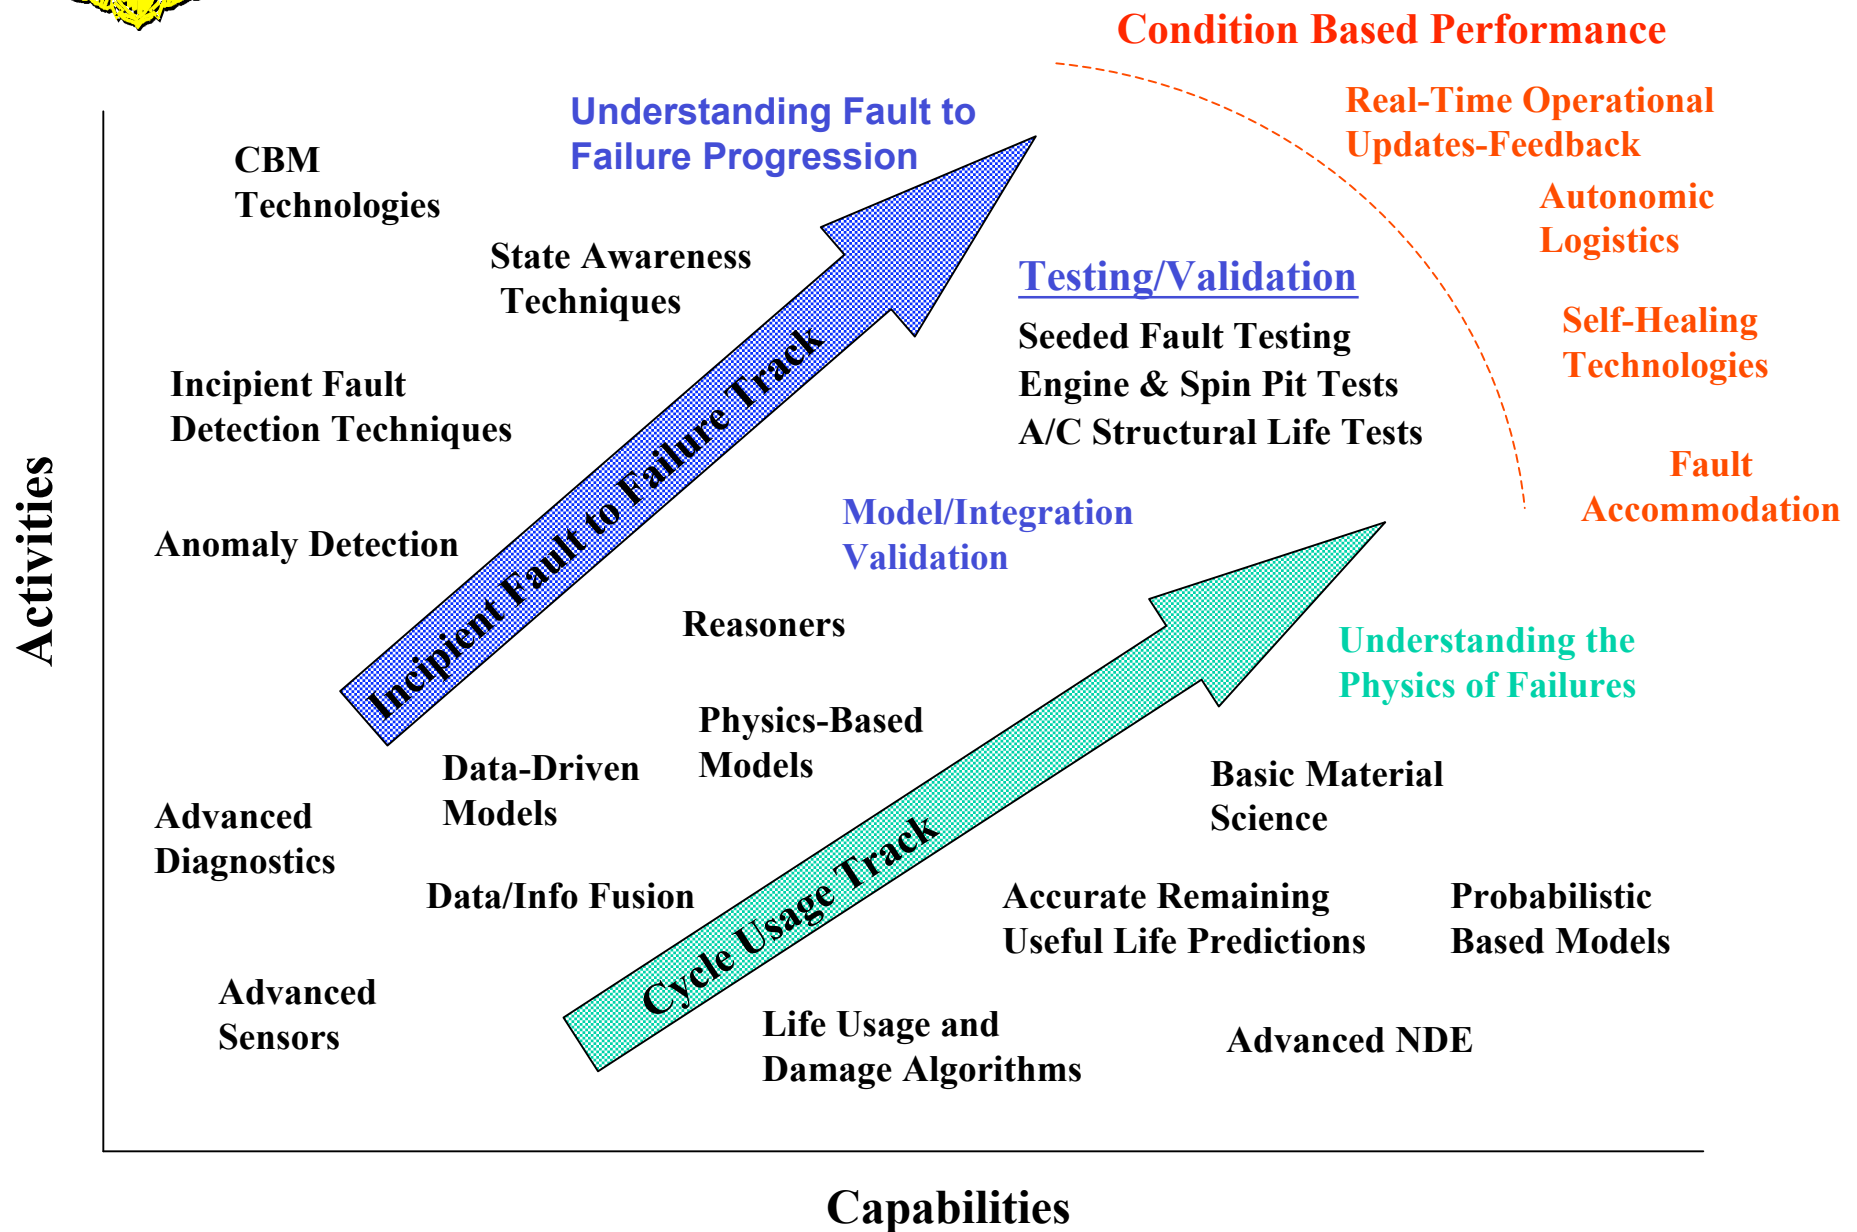 Condition Based Performance
Understanding Fault to
Failure Progression
Real-Time Operational
Updates-Feedback
CBM
Technologies
Autonomic
Logistics
State Awareness
Techniques
Testing/Validation
Seeded Fault Testing
Engine & Spin Pit Tests
A/C Structural Life Tests
Self-Healing
Technologies
Incipient Fault
Detection Techniques
Incipient Fault to Failure Track
Fault
Accommodation
Activities
Anomaly Detection
Model/Integration
Validation
Reasoners
Understanding the
Physics of Failures
Physics-Based
Models
Data-Driven
Models
Basic Material
Science
Advanced
Diagnostics
Cycle Usage Track
Data/Info Fusion
Accurate Remaining
Useful Life Predictions
Probabilistic
Based Models
Advanced
Sensors
Life Usage and
Damage Algorithms
Advanced NDE
Capabilities